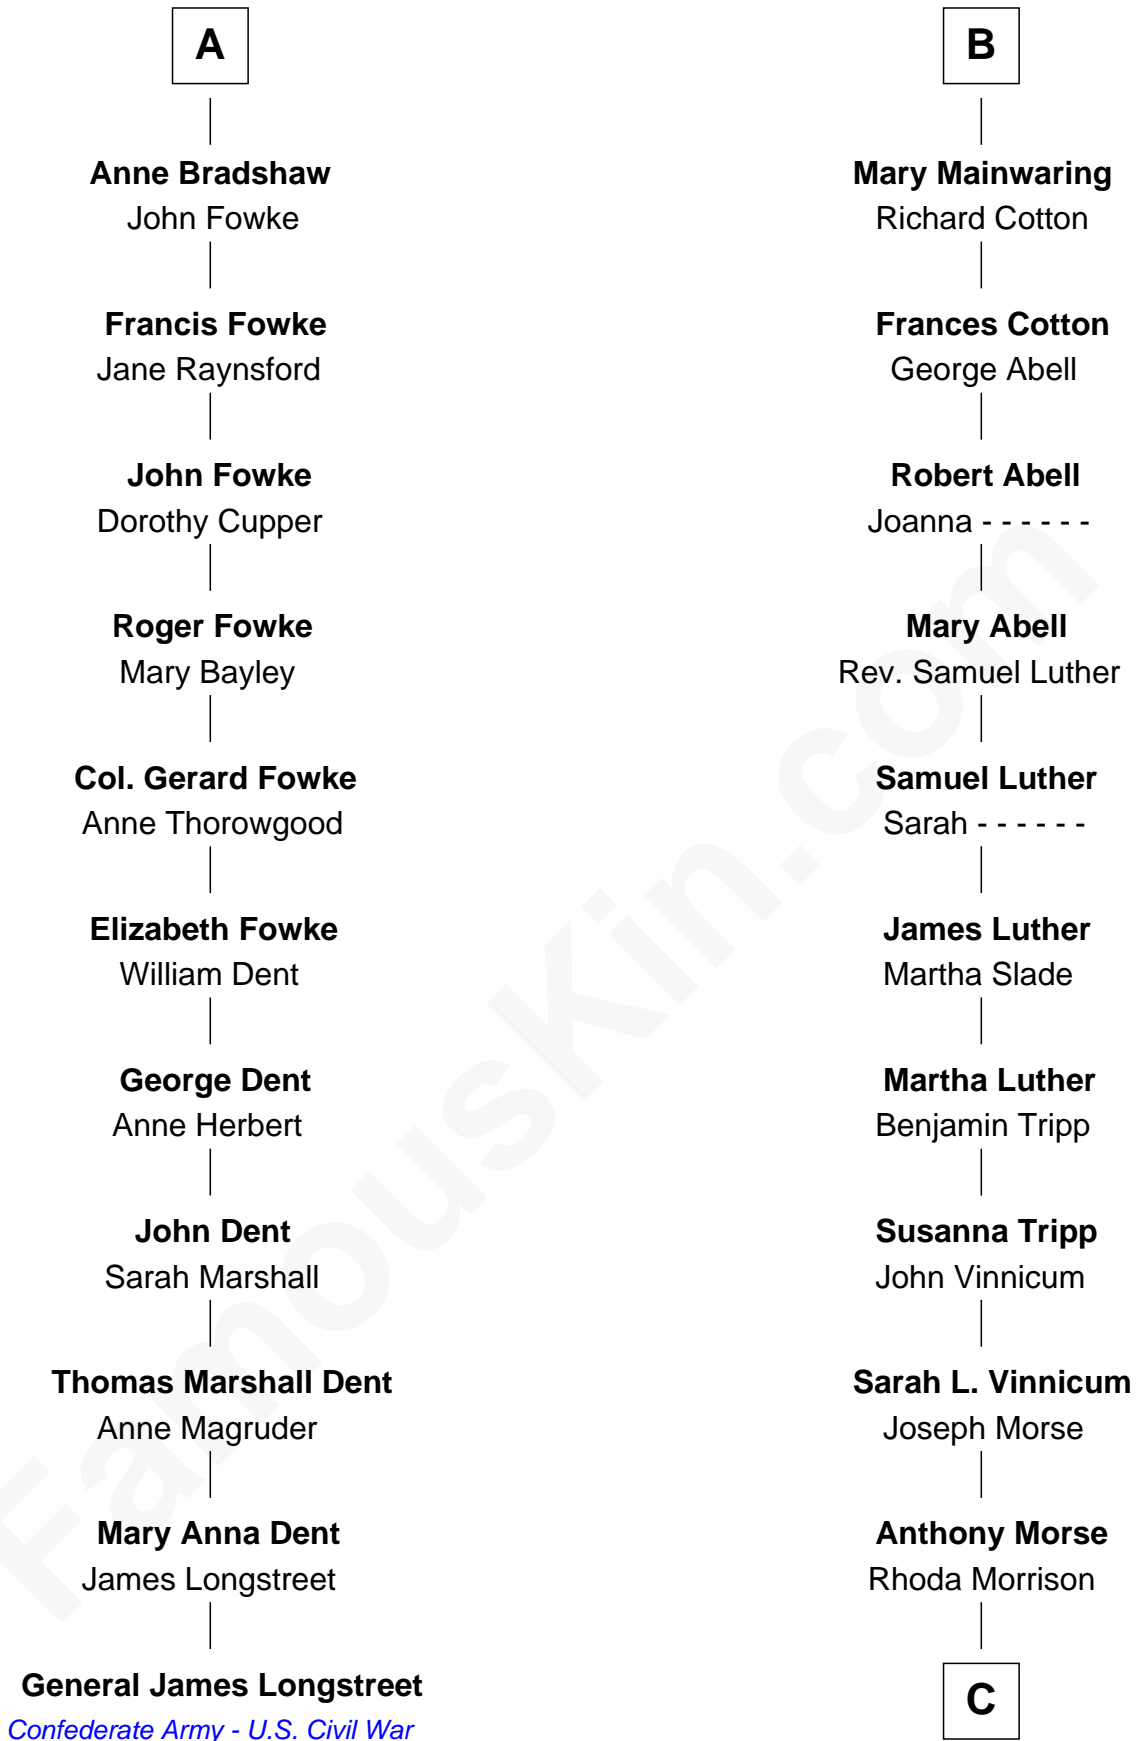 A
Anne Bradshaw
John Fowke
Francis Fowke
Jane Raynsford
John Fowke
Dorothy Cupper
Roger Fowke
Mary Bayley
Col. Gerard Fowke
Anne Thorowgood
Elizabeth Fowke
William Dent
George Dent
Anne Herbert
John Dent
Sarah Marshall
Thomas Marshall Dent
Anne Magruder
Mary Anna Dent
James Longstreet
General James Longstreet
Confederate Army - U.S. Civil War
B
Mary Mainwaring
Richard Cotton
Frances Cotton
George Abell
Robert Abell
Joanna - - - - - -
Mary Abell
Rev. Samuel Luther
Samuel Luther
Sarah - - - - - -
James Luther
Martha Slade
Martha Luther
Benjamin Tripp
Susanna Tripp
John Vinnicum
Sarah L. Vinnicum
Joseph Morse
Anthony Morse
Rhoda Morrison
C
FamousKin.com